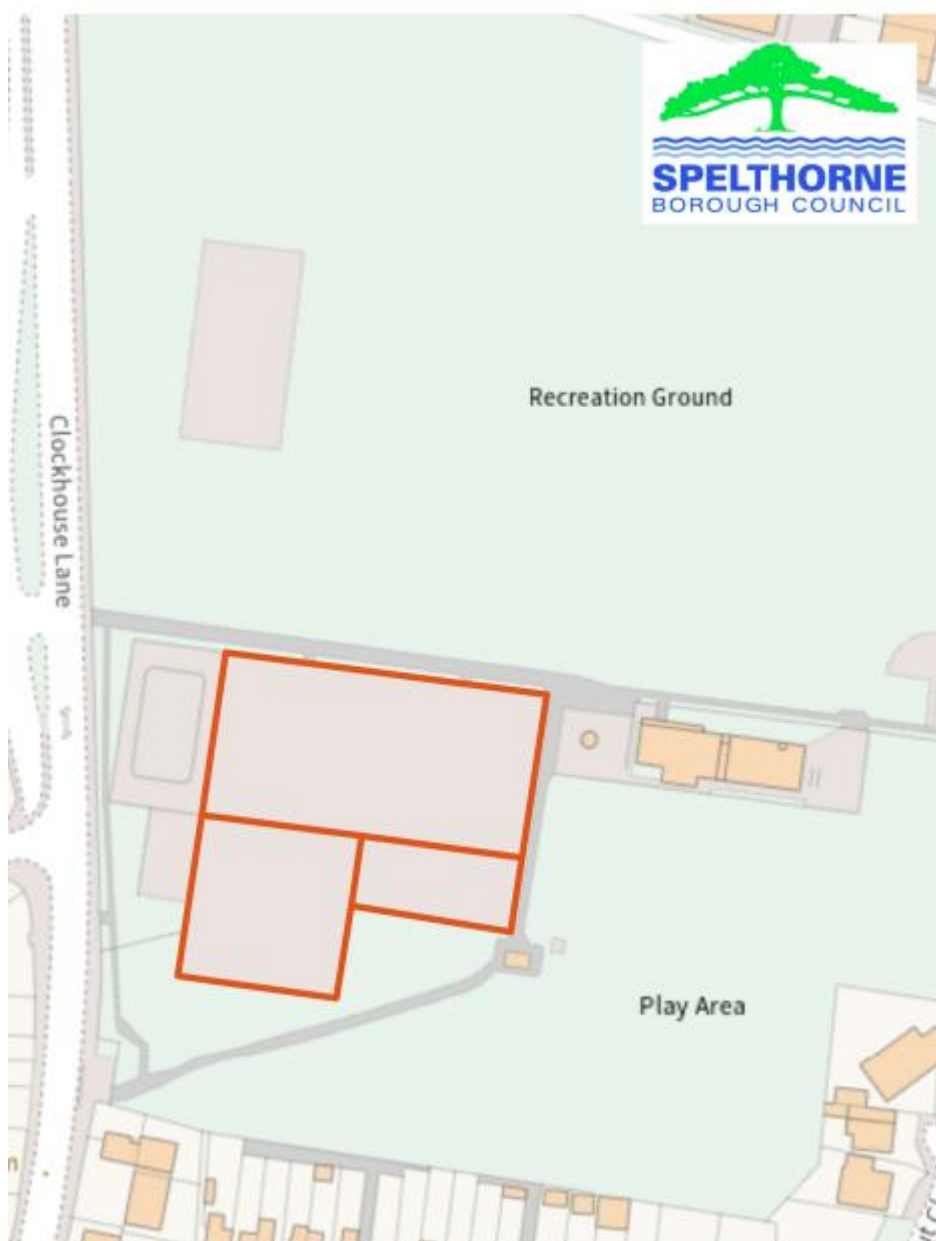 SPELTHORNE
BOROUGH COUNCIL
Recreation Ground
Clockhouse Lane
Play Area